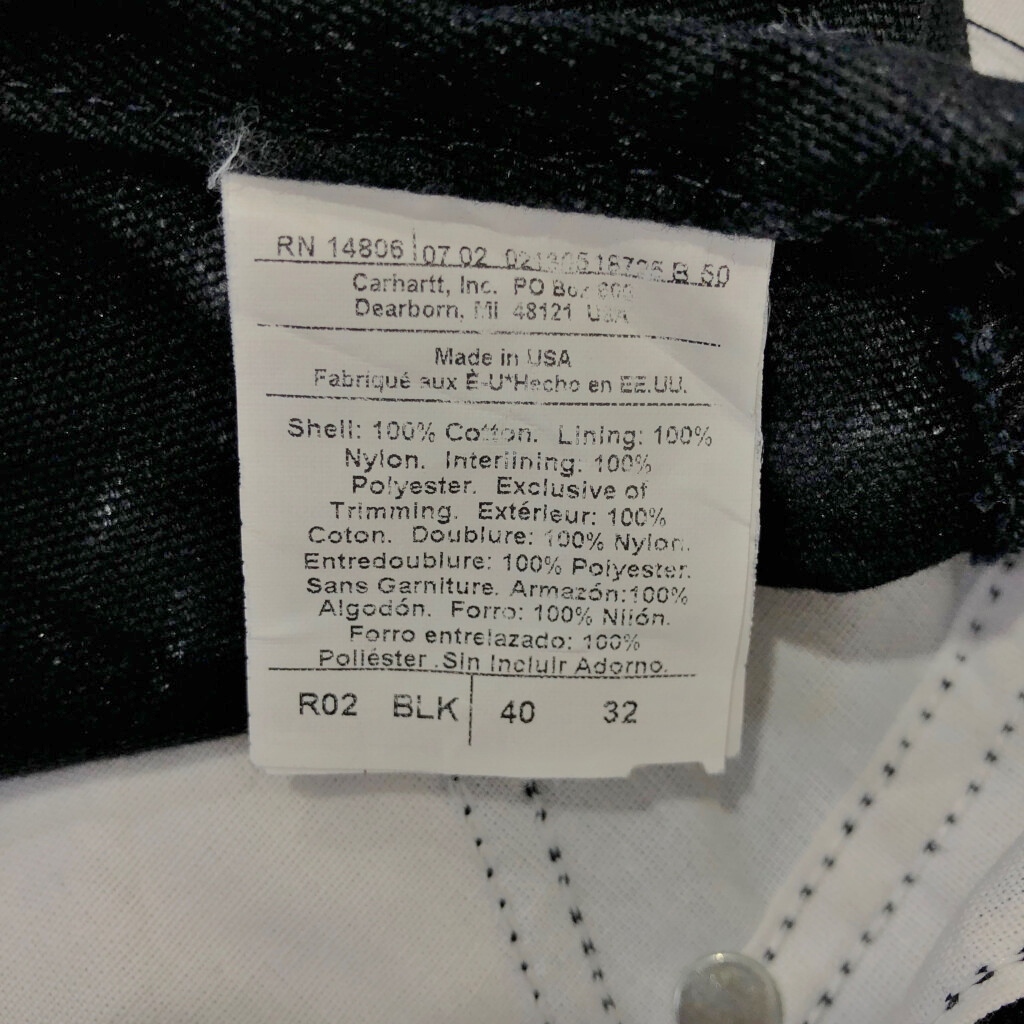 RN 14806 07 02 B 50
Carhartt, Inc. PO Box
Dearborn, MI 48121 USA
Made in USA
Fabriqué aux É-U*Hecho en EE.UU.
Shell: 100% Cotton. Lining: 100%
Nylon. Interlining: 100%
Polyester. Exclusive of
Trimming. Extérieur: 100%
Coton. Doublure: 100% Nylon.
Entredoublure: 100% Polyester.
Sans Garniture. Armazón:100%
Algodón. Forro: 100% Nilón.
Forro entrelazado: 100%
Poliéster .Sin Incluir Adorno.
R02 BLK 40 32